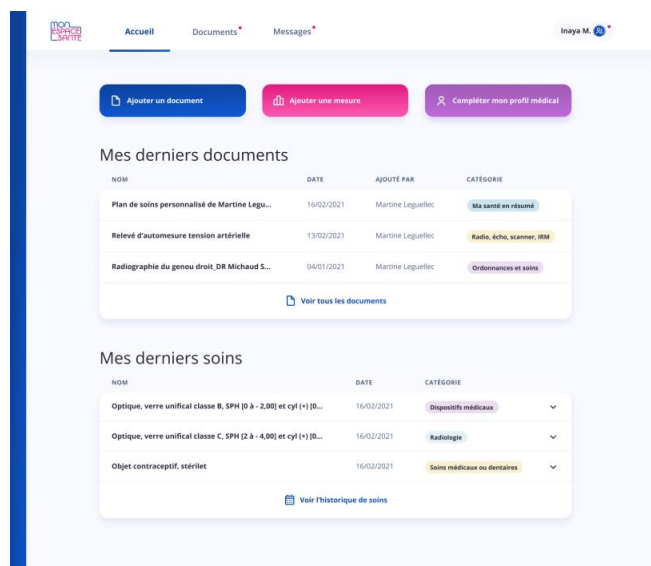 MON
ESPACE
SANTÉ
Accueil
Documents
Messages
Inaya M.
Ajouter un document
Ajouter une mesure
Compléter mon profil médical
Mes derniers documents
NOM DATE AJOUTÉ PAR CATÉGORIE
Plan de soins personnalisé de Martine Legu... 16/02/2021 Martine Leguellec Ma santé en résumé
Relevé d'automesure tension artérielle 13/02/2021 Martine Leguellec Radio, écho, scanner, IRM
Radiographie du genou droit_DR Michaud S... 04/01/2021 Martine Leguellec Ordonnances et soins
Voir tous les documents
Mes derniers soins
NOM DATE CATÉGORIE
Optique, verre unifical classe B, SPH [0 à - 2,00] et cyl (+) [0... 16/02/2021 Dispositifs médicaux
Optique, verre unifical classe C, SPH [2 à - 4,00] et cyl (+) [0... 16/02/2021 Radiologie
Objet contraceptif, stérilet 16/02/2021 Soins médicaux ou dentaires
Voir l'historique de soins